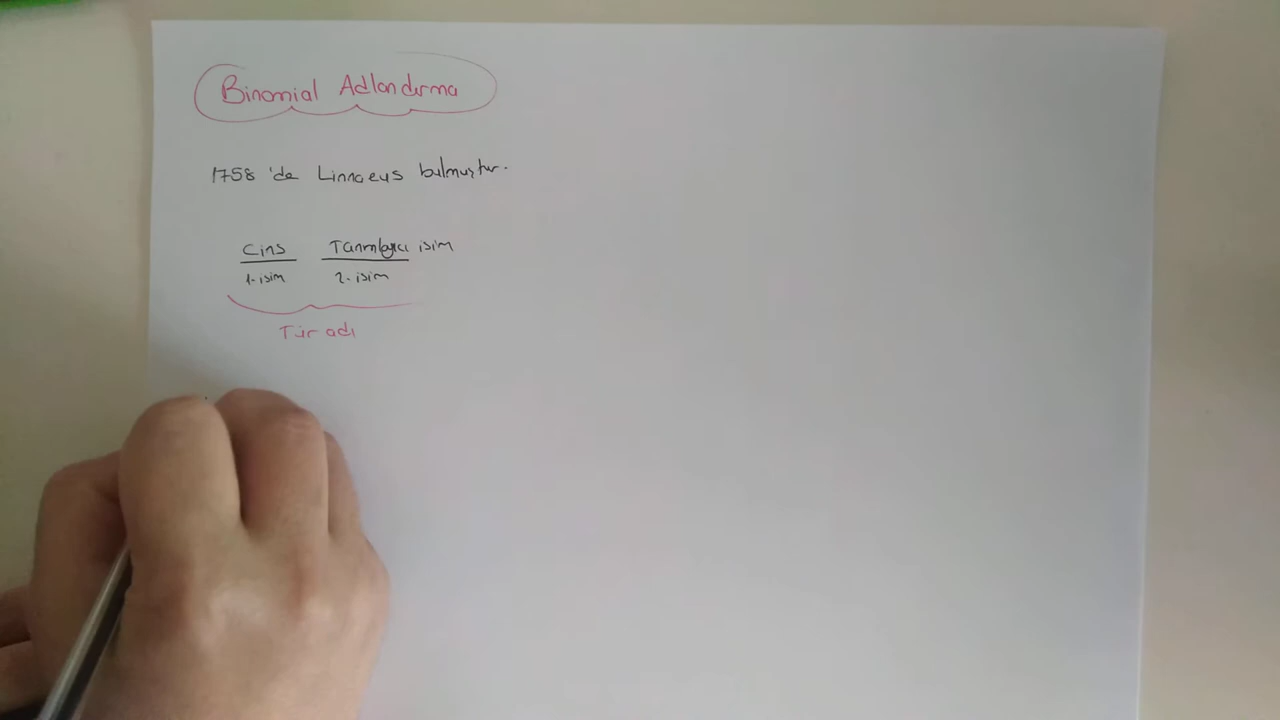 Binomial Adlandırma
1758 'de Linnaeus bulmuştur.
Cins Tanımlayıcı isim
1. isim 2. isim
Tür adı